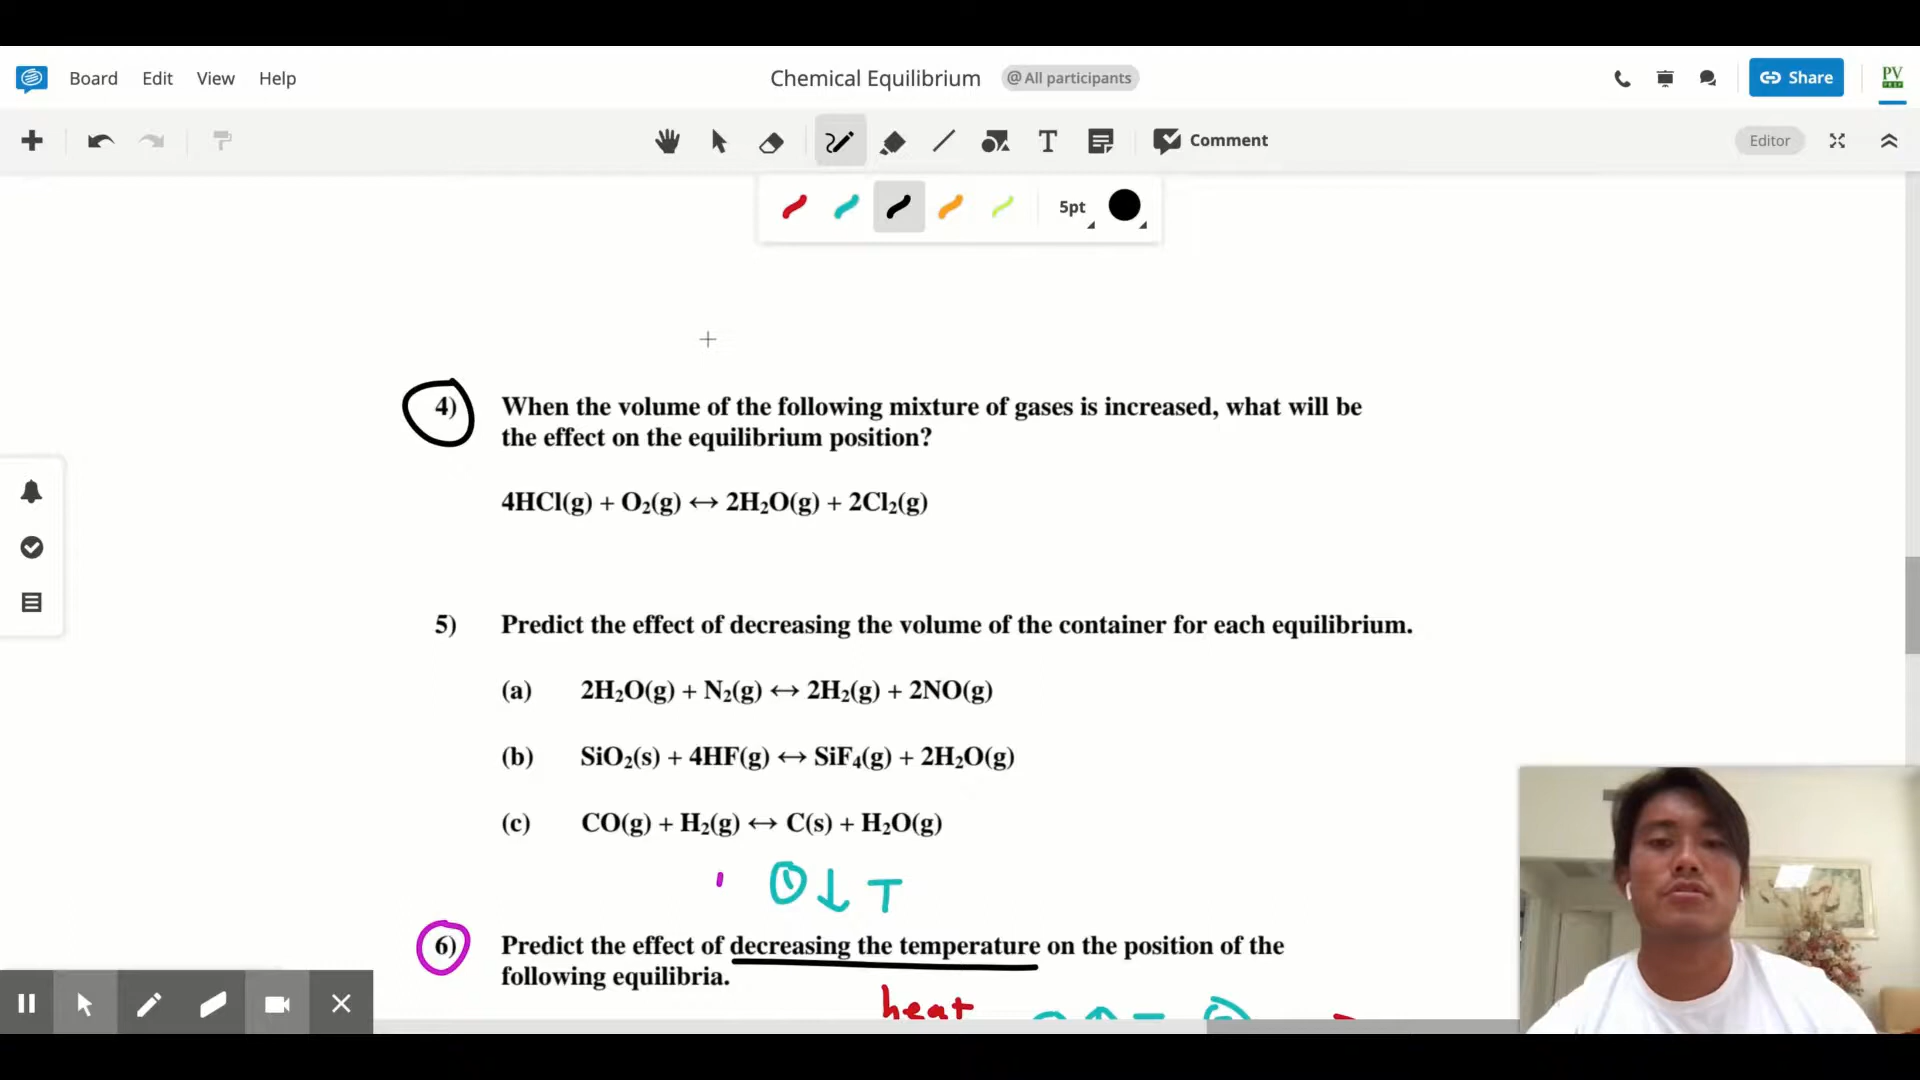 Board Edit View Help
Chemical Equilibrium @ All participants
Share
PV
PREP
Comment
Editor
5pt
4) When the volume of the following mixture of gases is increased, what will be
the effect on the equilibrium position?
4HCl(g) + O₂(g) ↔ 2H₂O(g) + 2Cl₂(g)
5) Predict the effect of decreasing the volume of the container for each equilibrium.
(a) 2H₂O(g) + N₂(g) ↔ 2H₂(g) + 2NO(g)
(b) SiO₂(s) + 4HF(g) ↔ SiF₄(g) + 2H₂O(g)
(c) CO(g) + H₂(g) ↔ C(s) + H₂O(g)
① ↓ T
6) Predict the effect of decreasing the temperature on the position of the
following equilibria.
heat